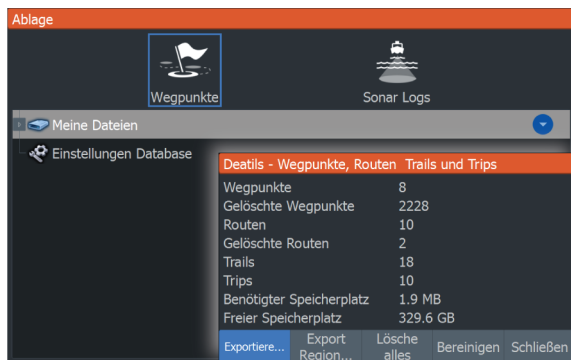 Ablage
Wegpunkte
Sonar Logs
Meine Dateien
Einstellungen Database
Deatils - Wegpunkte, Routen Trails und Trips
Wegpunkte 8
Gelöschte Wegpunkte 2228
Routen 10
Gelöschte Routen 2
Trails 18
Trips 10
Benötigter Speicherplatz 1.9 MB
Freier Speicherplatz 329.6 GB
Exportiere...
Export
Region...
Lösche
alles
Bereinigen
Schließen